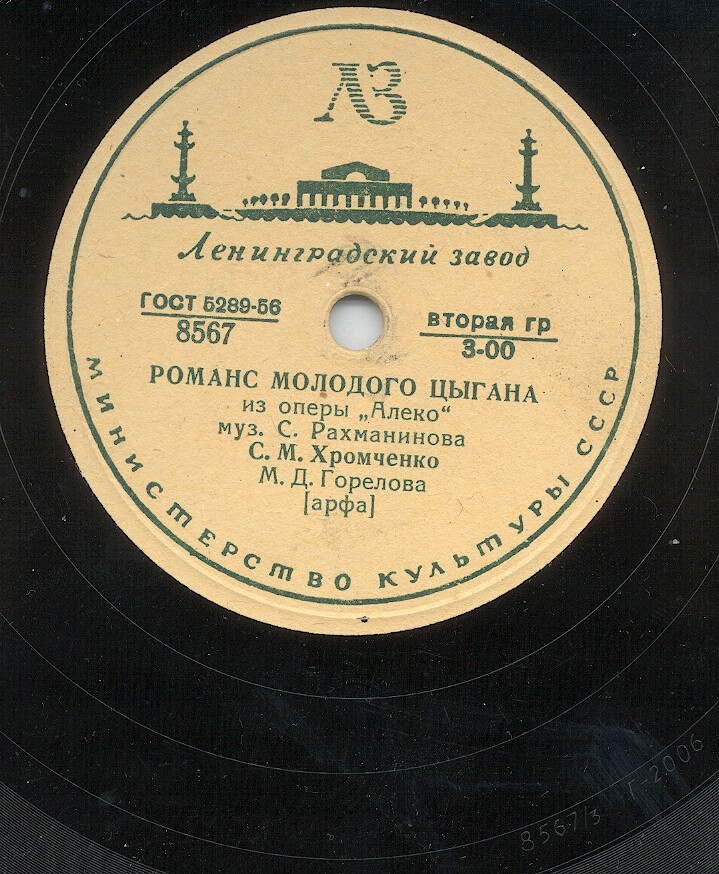 ЛЗ
Ленинградский завод
ГОСТ 5289-56
8567
вторая гр
3-00
РОМАНС МОЛОДОГО ЦЫГАНА
из оперы „Алеко“
муз. С. Рахманинова
С. М. Хромченко
М. Д. Горелова
[арфа]
МИНИСТЕРСТВО КУЛЬТУРЫ СССР
8567/3 Г-2006